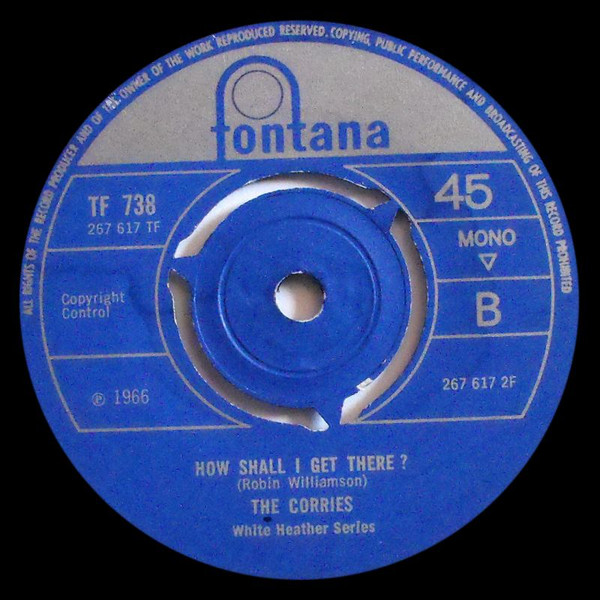 ALL RIGHTS OF THE RECORD PRODUCER AND OF THE OWNER OF THE WORK REPRODUCED RESERVED. COPYING, PUBLIC PERFORMANCE AND BROADCASTING OF THIS RECORD PROHIBITED
fontana
TF 738
267 617 TF
45
MONO
Copyright
Control
B
℗ 1966
267 617 2F
HOW SHALL I GET THERE?
(Robin Williamson)
THE CORRIES
White Heather Series